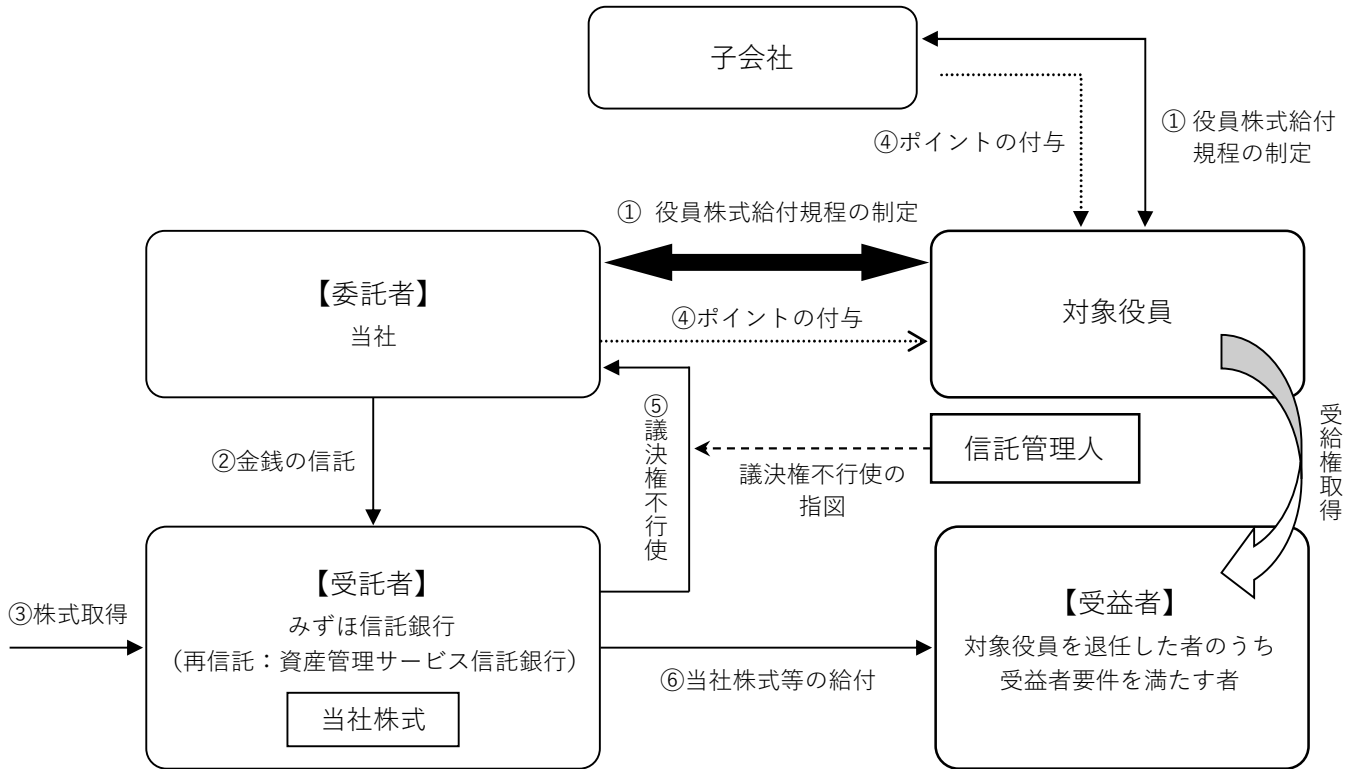 子会社
① 役員株式給付
規程の制定
④ポイントの付与
① 役員株式給付規程の制定
【委託者】
当社
④ポイントの付与
対象役員
②金銭の信託
⑤議決権不行使
議決権不行使の
指図
信託管理人
受給権取得
③株式取得
【受託者】
みずほ信託銀行
（再信託：資産管理サービス信託銀行）
当社株式
⑥当社株式等の給付
【受益者】
対象役員を退任した者のうち
受益者要件を満たす者